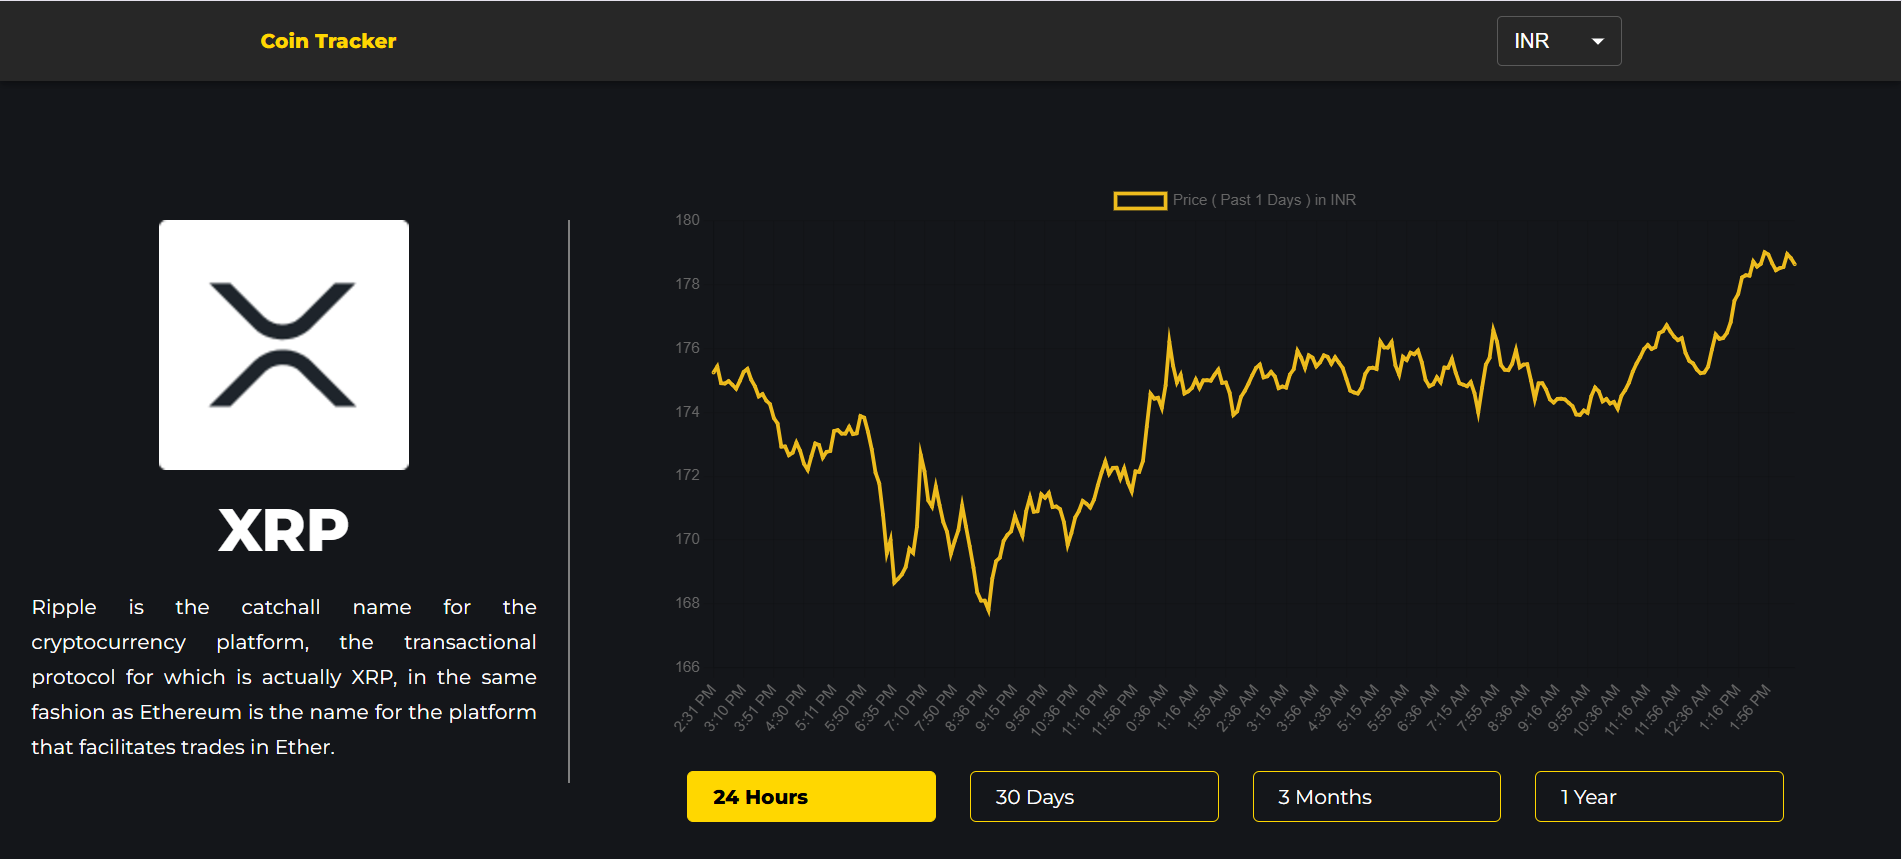 Coin Tracker
INR
XRP
Ripple is the catchall name for the
cryptocurrency platform, the transactional
protocol for which is actually XRP, in the same
fashion as Ethereum is the name for the platform
that facilitates trades in Ether.
Price ( Past 1 Days ) in INR
180
178
176
174
172
170
168
166
2:31 PM
3:10 PM
3:51 PM
4:30 PM
5:11 PM
5:50 PM
6:35 PM
7:10 PM
7:50 PM
8:36 PM
9:15 PM
9:56 PM
10:36 PM
11:16 PM
11:56 PM
0:36 AM
1:16 AM
1:55 AM
2:36 AM
3:15 AM
3:56 AM
4:35 AM
5:15 AM
5:55 AM
6:36 AM
7:15 AM
7:55 AM
8:36 AM
9:16 AM
9:55 AM
10:36 AM
11:16 AM
11:56 AM
12:36 AM
1:16 PM
1:56 PM
24 Hours
30 Days
3 Months
1 Year